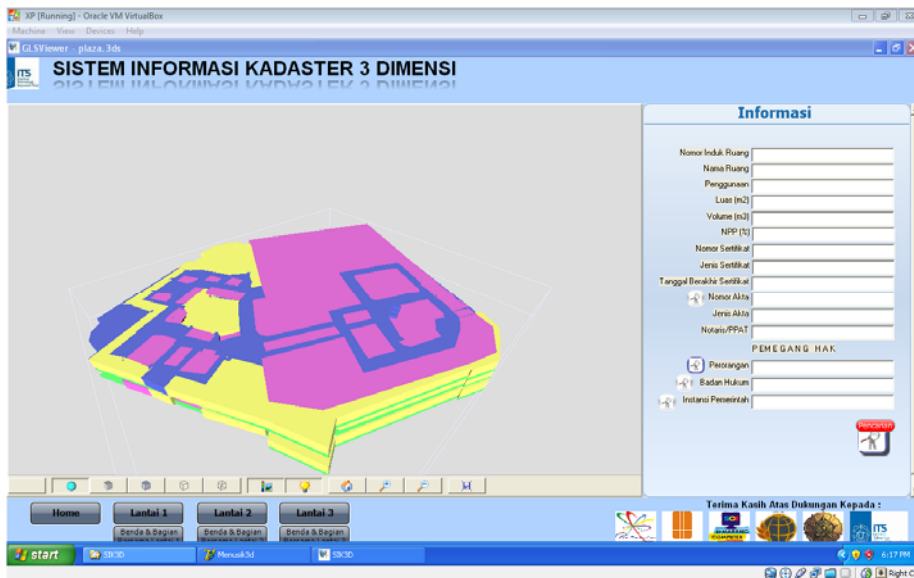 XP [Running] - Oracle VM VirtualBox
Machine View Devices Help
GLSViewer - plaza.3ds
ITS
SISTEM INFORMASI KADASTER 3 DIMENSI
Informasi
Nomor Induk Ruang
Nama Ruang
Penggunaan
Luas (m2)
Volume (m3)
NPP (%)
Nomor Sertifikat
Jenis Sertifikat
Tanggal Berakhir Sertifikat
Nomor Akta
Jenis Akta
Notaris/PPAT
PEMEGANG HAK
Perorangan
Badan Hukum
Instansi Pemerintah
Pencarian
Home
Lantai 1
Lantai 2
Lantai 3
Benda & Bagian
Benda & Bagian
Benda & Bagian
Terima Kasih Atas Dukungan Kepada :
ITS
start
SIK3D
Menusik3d
SIK3D
6:17 PM
Right C